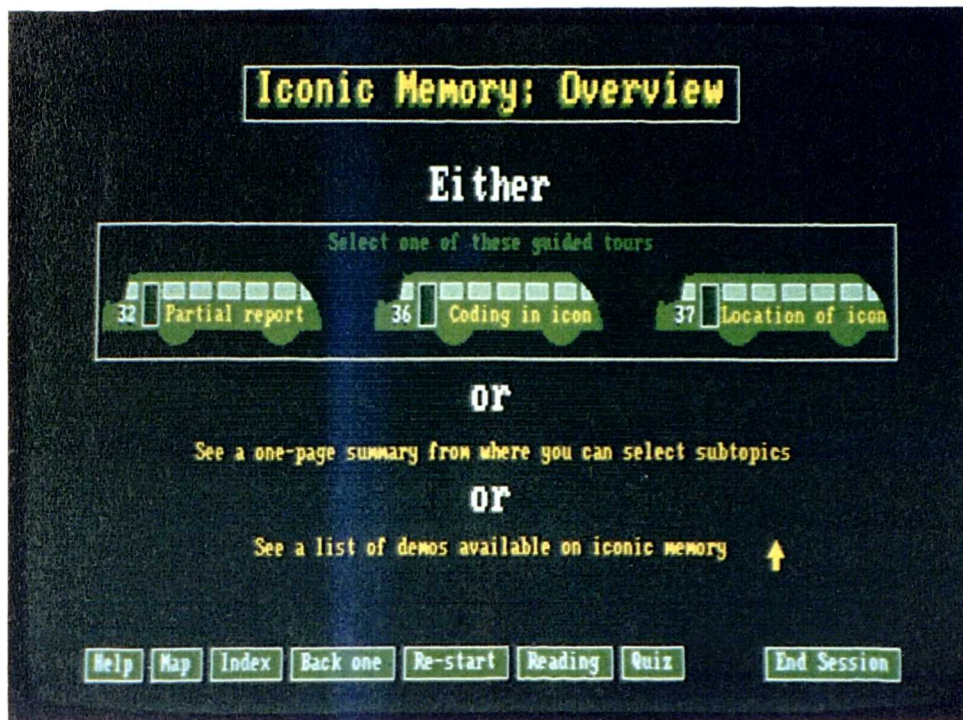 Iconic Memory: Overview
Either
Select one of these guided tours
32 Partial report
36 Coding in icon
37 Location of icon
or
See a one-page summary from where you can select subtopics
or
See a list of demos available on iconic memory
Help Map Index Back one Re-start Reading Quiz End Session